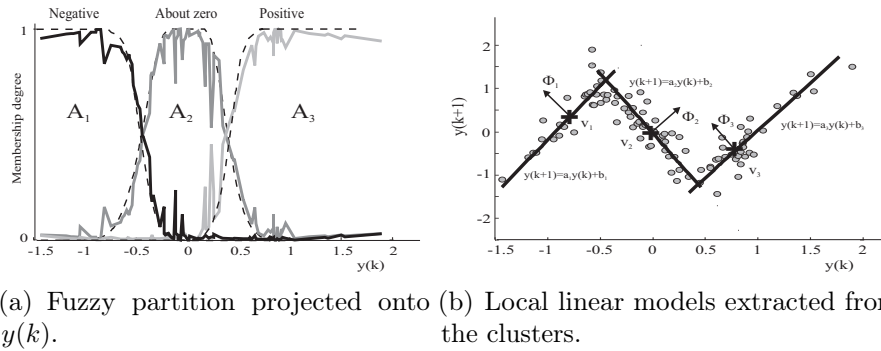 Negative About zero Positive
1
Membership degree
A1 A2 A3
0
-1.5 -1 -0.5 0 0.5 1 1.5 2
y(k)
2
1
0
-1
-2
y(k+1)
Φ1 Φ2 Φ3
v1 v2 v3
y(k+1)=a2y(k)+b2
y(k+1)=a3y(k)+b3
y(k+1)=a1y(k)+b1
-1.5 -1 -0.5 0 0.5 1 1.5 2
y(k)
(a) Fuzzy partition projected onto
y(k).
(b) Local linear models extracted from
the clusters.